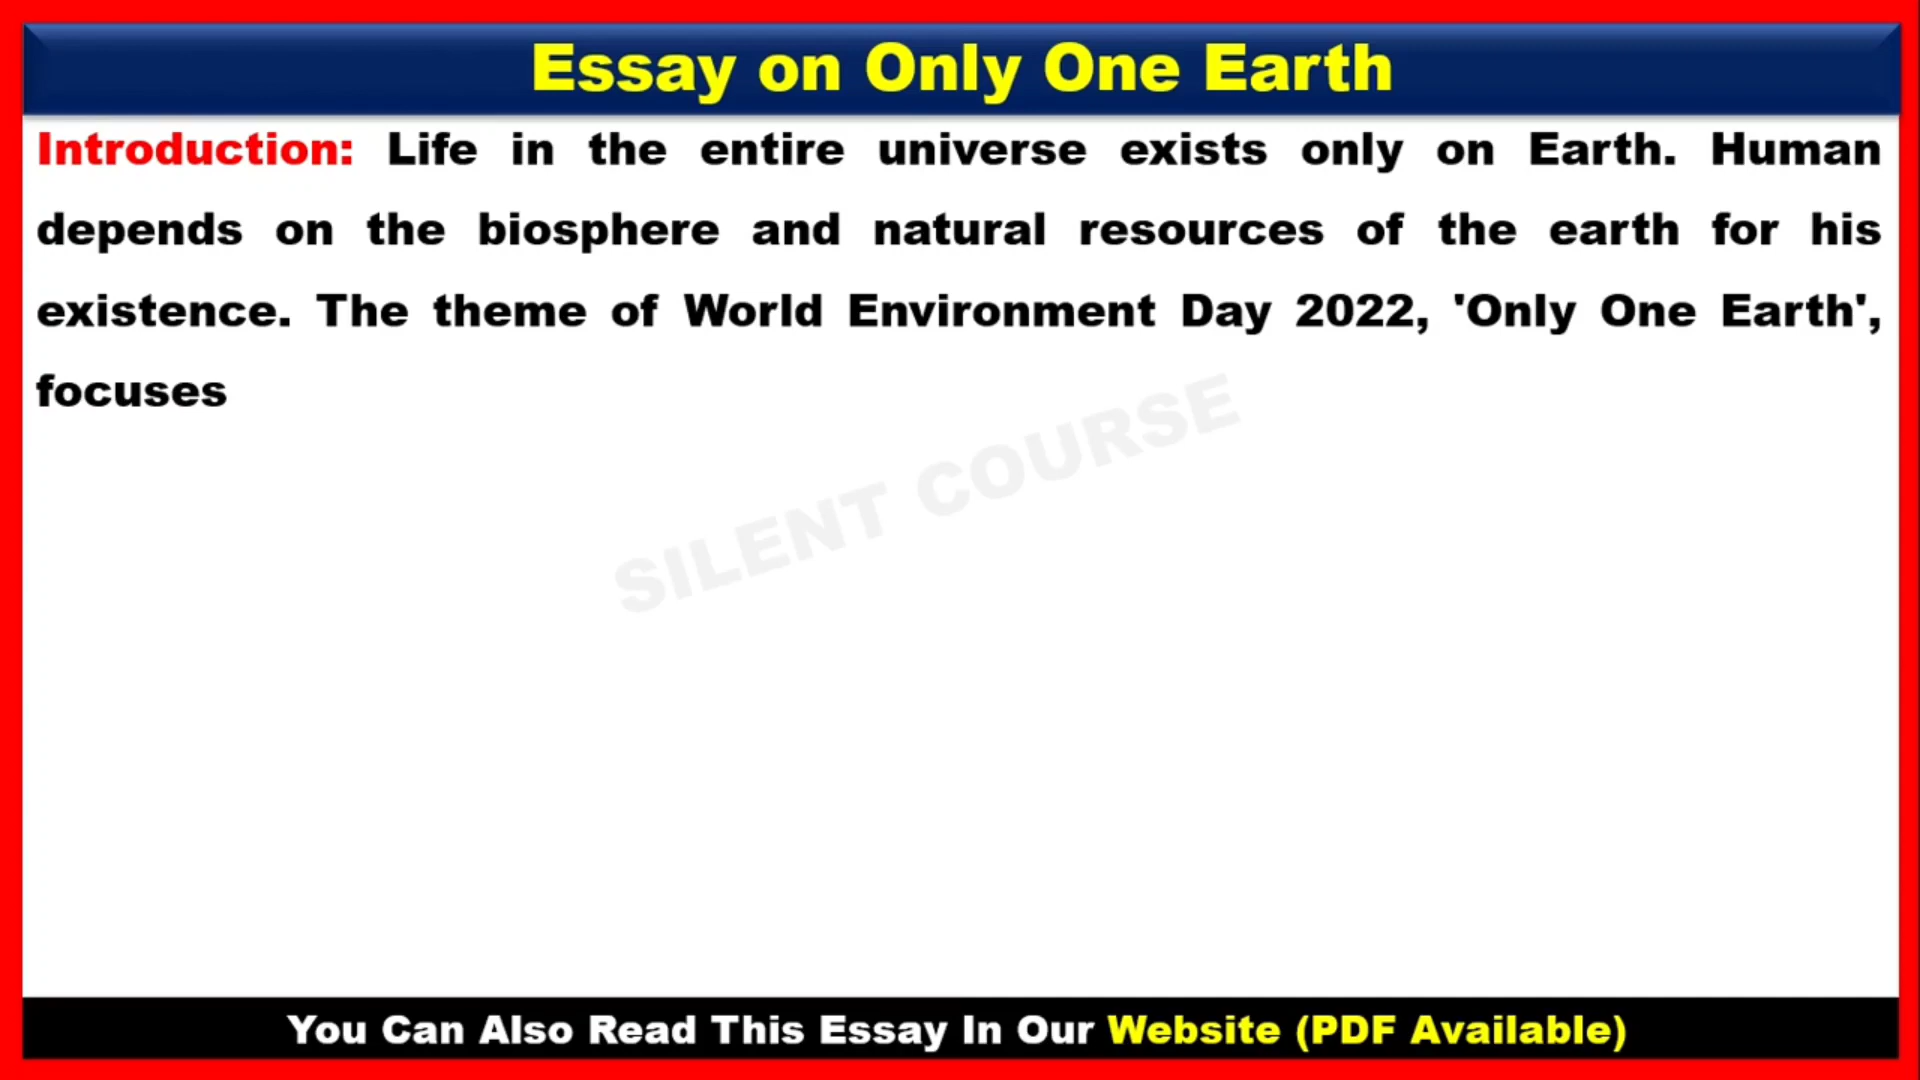 Essay on Only One Earth
Introduction: Life in the entire universe exists only on Earth. Human
depends on the biosphere and natural resources of the earth for his
existence. The theme of World Environment Day 2022, 'Only One Earth',
focuses
SILENT COURSE
You Can Also Read This Essay In Our Website (PDF Available)